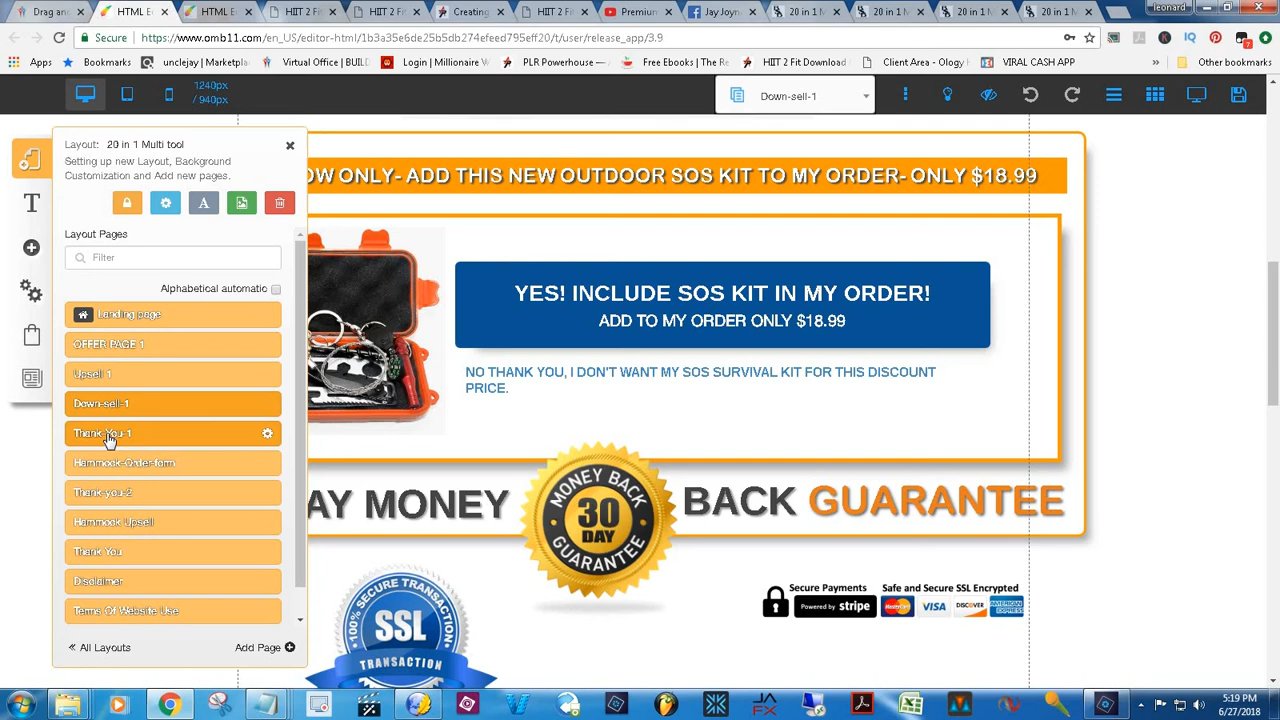 leonard
Drag anc
HTML E
HTML E
HIIT 2 Fi
HIIT 2 Fi
Creating
HIIT 2 Fi
Premium
Jay Joyn
20 in 1 M
20 in 1 M
20 in 1 M
20 in 1 M
Secure
https://www.omb11.com/en_US/editor-html/1b3a35e6de25b5db274efeed795eff20/t/user/release_app/3.9
7
Apps
Bookmarks
unclejay | Marketpla
Virtual Office | BUILD
Login | Millionaire V
PLR Powerhouse —
Free Ebooks | The Re
HIIT 2 Fit Download
Client Area - Ology H
VIRAL CASH APP
»
Other bookmarks
1240px
/ 940px
Down-sell-1
Layout: 20 in 1 Multi tool
Setting up new Layout, Background
Customization and Add new pages.
Layout Pages
Filter
Alphabetical automatic
Landing page
OFFER PAGE 1
Upsell 1
Down-sell-1
Thank-You-1
Hammock-Order-form
Thank-you-2
Hammock Upsell
Thank You
Disclaimer
Terms Of Website Use
« All Layouts
Add Page
OW ONLY- ADD THIS NEW OUTDOOR SOS KIT TO MY ORDER- ONLY $18.99
YES! INCLUDE SOS KIT IN MY ORDER!
ADD TO MY ORDER ONLY $18.99
NO THANK YOU, I DON'T WANT MY SOS SURVIVAL KIT FOR THIS DISCOUNT
PRICE.
AY MONEY BACK GUARANTEE
MONEY BACK
30
DAY
GUARANTEE
100% SECURE TRANSACTION
SSL
TRANSACTION
Secure Payments
Powered by stripe
Safe and Secure SSL Encrypted
MasterCard
VISA
DISCOVER
AMERICAN EXPRESS
5:19 PM
6/27/2018